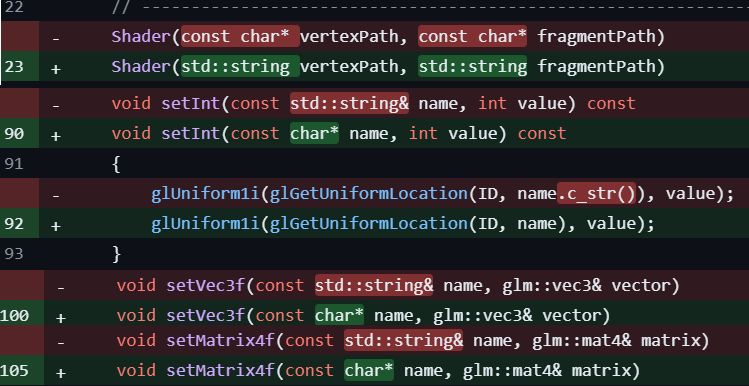 22 // --------------------------------------------------------------
- Shader(const char* vertexPath, const char* fragmentPath)
23 + Shader(std::string vertexPath, std::string fragmentPath)
- void setInt(const std::string& name, int value) const
90 + void setInt(const char* name, int value) const
91 {
- glUniform1i(glGetUniformLocation(ID, name.c_str()), value);
92 + glUniform1i(glGetUniformLocation(ID, name), value);
93 }
- void setVec3f(const std::string& name, glm::vec3& vector)
100 + void setVec3f(const char* name, glm::vec3& vector)
- void setMatrix4f(const std::string& name, glm::mat4& matrix)
105 + void setMatrix4f(const char* name, glm::mat4& matrix)